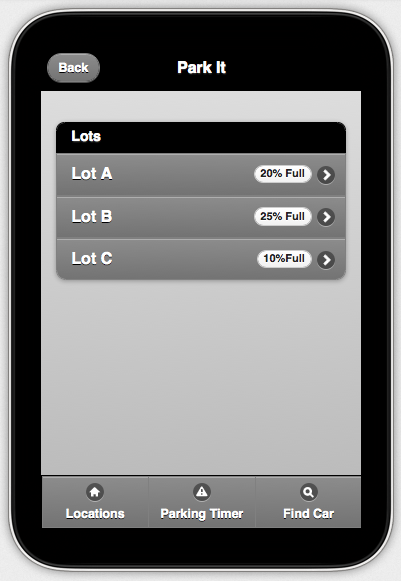 Back
Park It
Lots
Lot A 20% Full
Lot B 25% Full
Lot C 10%Full
Locations Parking Timer Find Car